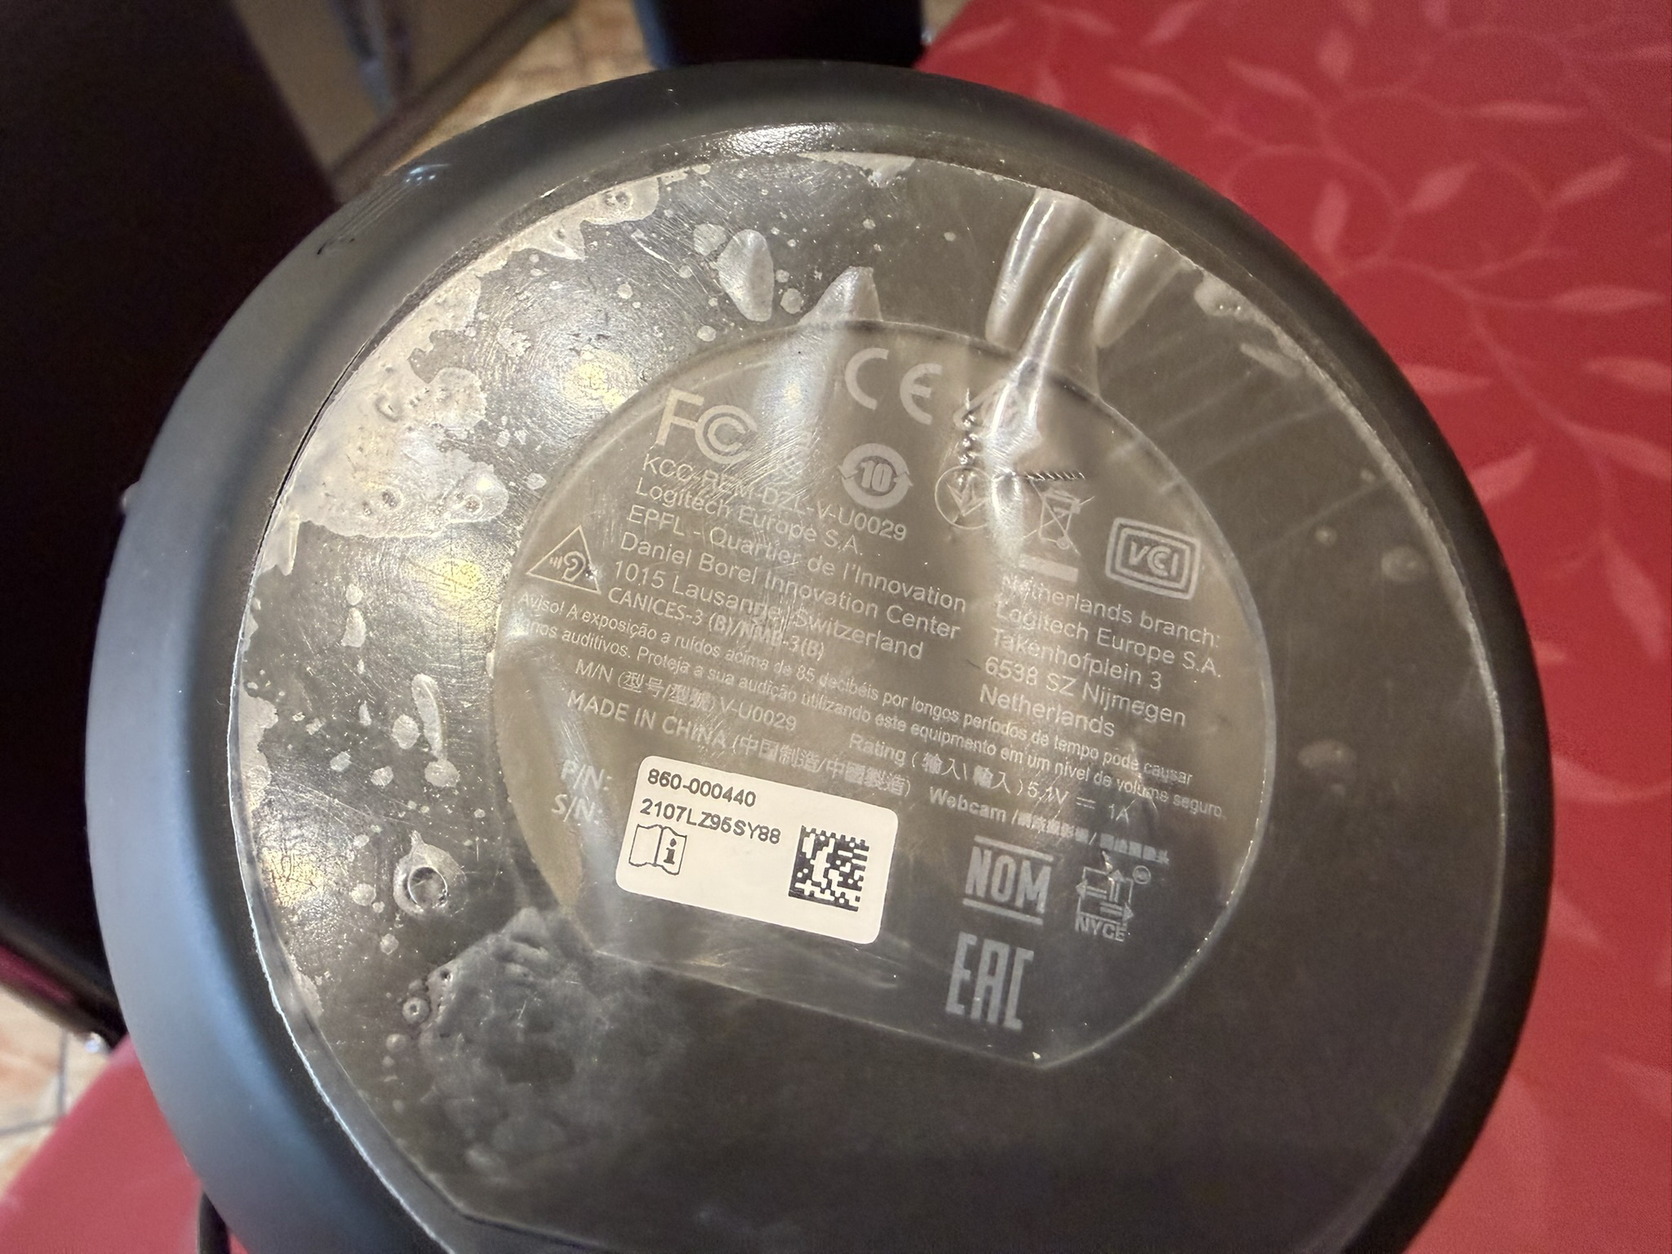 FC
CE
10
KCC-REM-DZL-V-U0029
Logitech Europe S.A.
EPFL - Quartier de l'Innovation
Daniel Borel Innovation Center
1015 Lausanne, Switzerland
CANICES-3 (B)/NMB-3(B)
VCI
Netherlands branch:
Logitech Europe S.A.
Takenhofplein 3
6538 SZ Nijmegen
Netherlands
Aviso! A exposição a ruídos acima de 85 decibéis por longos períodos de tempo pode causar
auditivos. Proteja a sua audição utilizando este equipamento em um nível de volume seguro.
M/N (型号/型號) V-U0029
Rating (输入\ 輸入) 5.1V ⎓ 1A
MADE IN CHINA (中国制造/中國製造)
Webcam
P/N: 860-000440
S/N: 2107LZ95SY88
i
NOM
NYCE
EAC